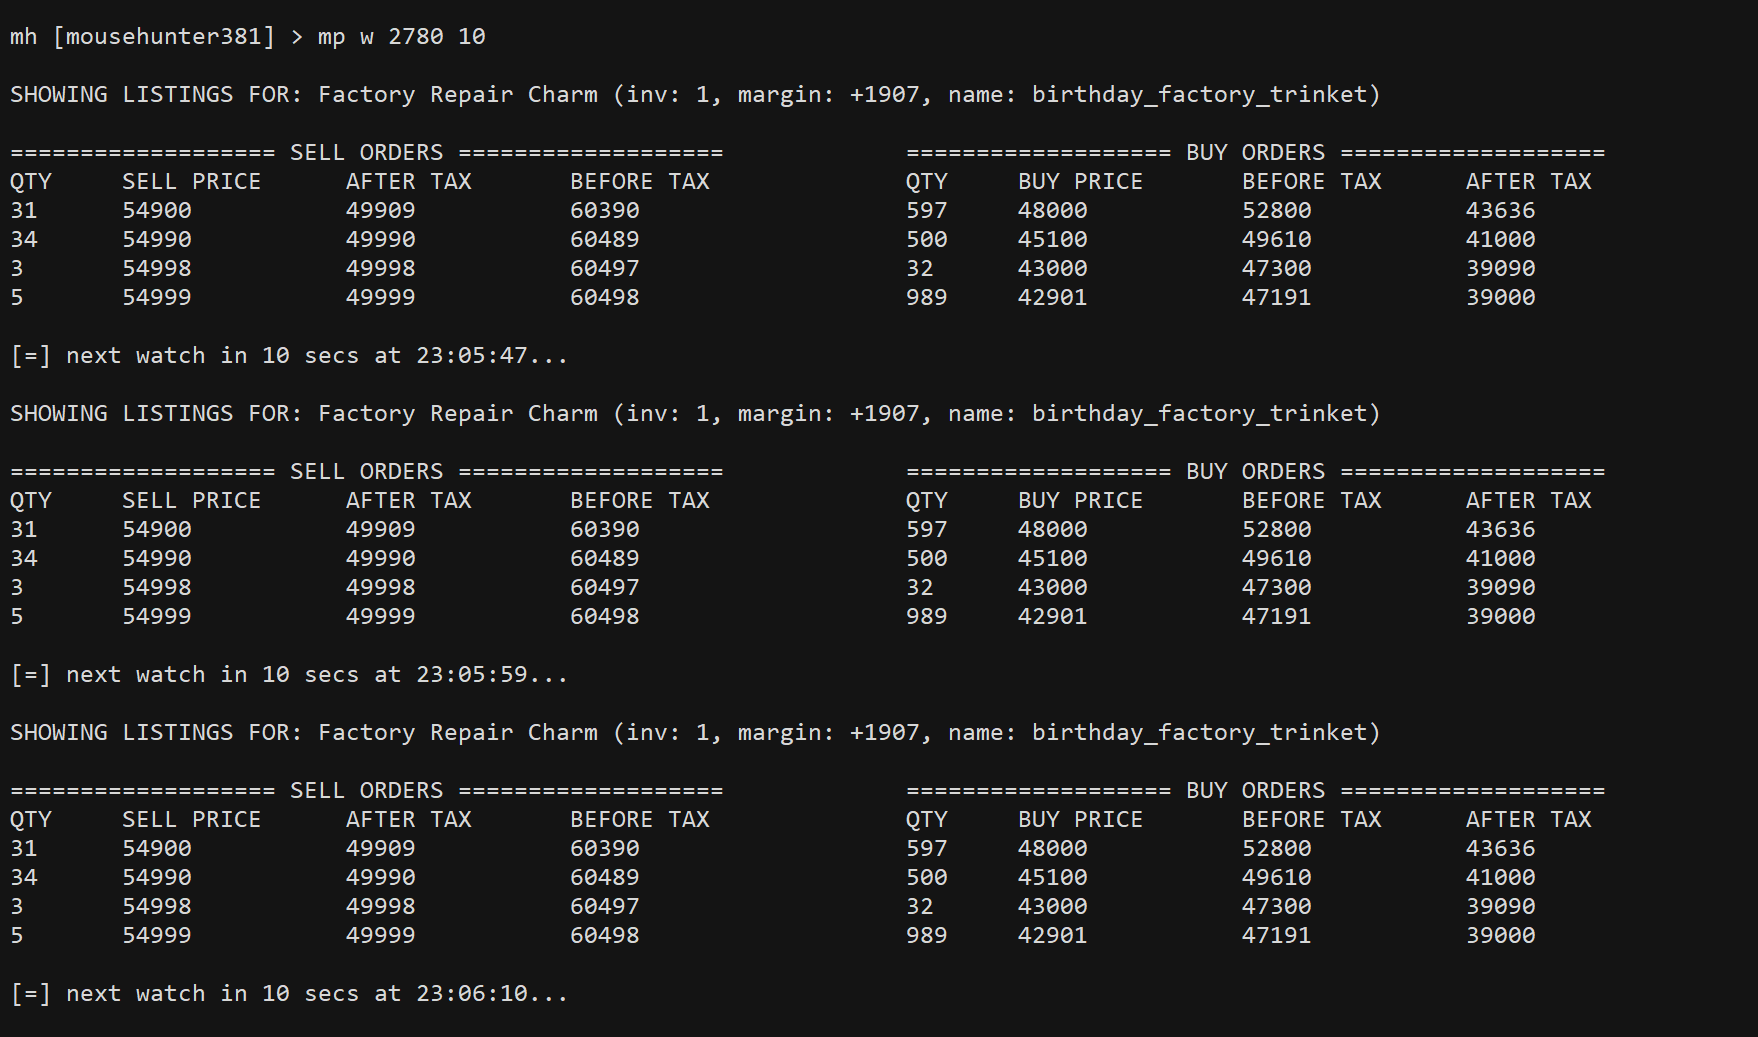 mh [mousehunter381] > mp w 2780 10
SHOWING LISTINGS FOR: Factory Repair Charm (inv: 1, margin: +1907, name: birthday_factory_trinket)
=================== SELL ORDERS ===================             =================== BUY ORDERS ===================
QTY     SELL PRICE      AFTER TAX       BEFORE TAX              QTY     BUY PRICE       BEFORE TAX      AFTER TAX
31      54900           49909           60390                   597     48000           52800           43636
34      54990           49990           60489                   500     45100           49610           41000
3       54998           49998           60497                   32      43000           47300           39090
5       54999           49999           60498                   989     42901           47191           39000
[=] next watch in 10 secs at 23:05:47...
SHOWING LISTINGS FOR: Factory Repair Charm (inv: 1, margin: +1907, name: birthday_factory_trinket)
=================== SELL ORDERS ===================             =================== BUY ORDERS ===================
QTY     SELL PRICE      AFTER TAX       BEFORE TAX              QTY     BUY PRICE       BEFORE TAX      AFTER TAX
31      54900           49909           60390                   597     48000           52800           43636
34      54990           49990           60489                   500     45100           49610           41000
3       54998           49998           60497                   32      43000           47300           39090
5       54999           49999           60498                   989     42901           47191           39000
[=] next watch in 10 secs at 23:05:59...
SHOWING LISTINGS FOR: Factory Repair Charm (inv: 1, margin: +1907, name: birthday_factory_trinket)
=================== SELL ORDERS ===================             =================== BUY ORDERS ===================
QTY     SELL PRICE      AFTER TAX       BEFORE TAX              QTY     BUY PRICE       BEFORE TAX      AFTER TAX
31      54900           49909           60390                   597     48000           52800           43636
34      54990           49990           60489                   500     45100           49610           41000
3       54998           49998           60497                   32      43000           47300           39090
5       54999           49999           60498                   989     42901           47191           39000
[=] next watch in 10 secs at 23:06:10...